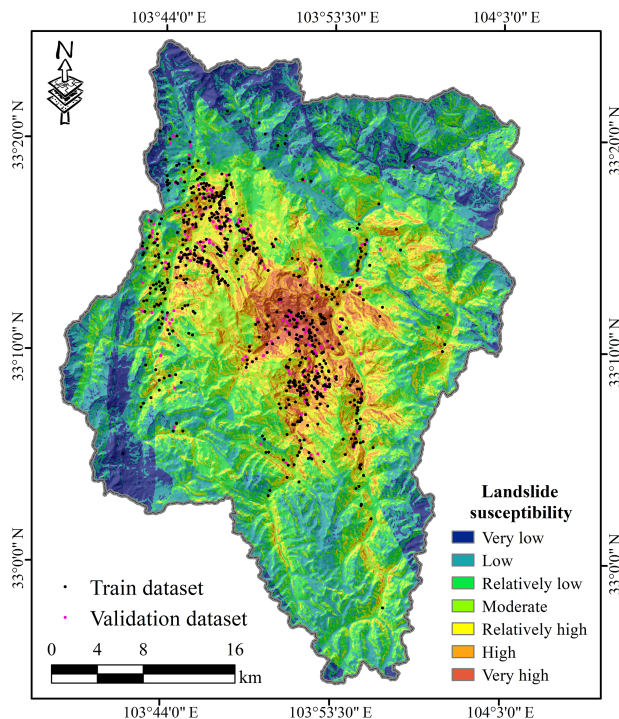 103°44'0" E 103°53'30" E 104°3'0" E
N
33°20'0" N 33°20'0" N
33°10'0" N 33°10'0" N
33°0'0" N 33°0'0" N
Landslide
susceptibility
Very low
Low
Relatively low
Moderate
Relatively high
High
Very high
Train dataset
Validation dataset
0 4 8 16
km
103°44'0" E 103°53'30" E 104°3'0" E